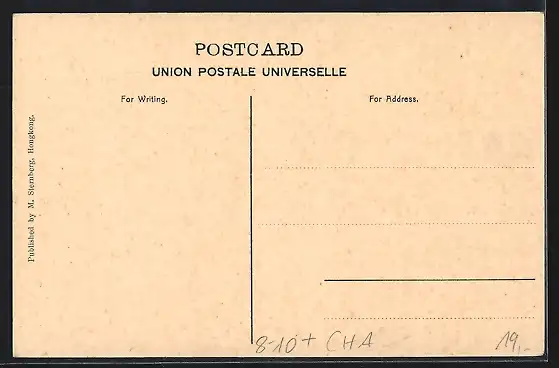 POSTCARD
UNION POSTALE UNIVERSELLE
For Writing.
For Address.
Published by M. Sternberg, Hongkong.
8-10+ CHA
19,-